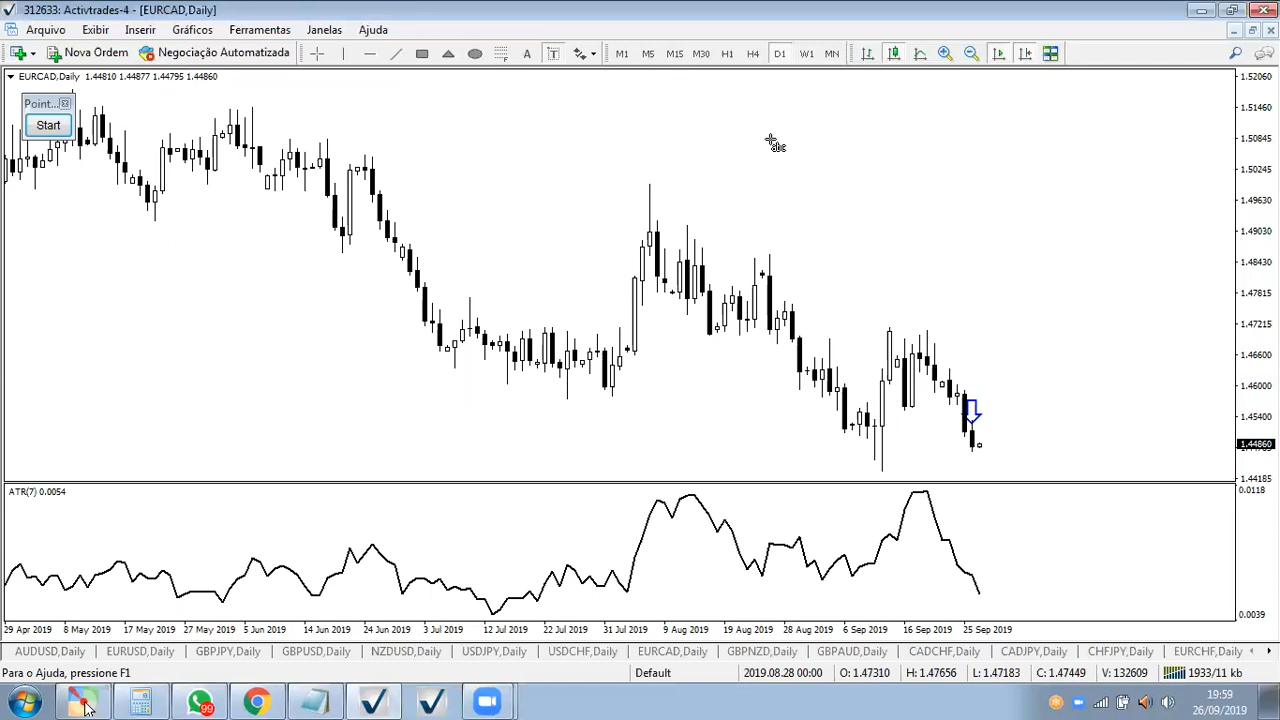 312633: Activtrades-4 - [EURCAD,Daily]
Arquivo Exibir Inserir Gráficos Ferramentas Janelas Ajuda
Nova Ordem Negociação Automatizada A T M1 M5 M15 M30 H1 H4 D1 W1 MN
EURCAD,Daily 1.44810 1.44877 1.44795 1.44860
Point...
Start
abc
1.52060
1.51460
1.50845
1.50245
1.49630
1.49030
1.48430
1.47815
1.47215
1.46600
1.46000
1.45400
1.44860
1.44185
ATR(7) 0.0054
0.0118
0.0039
29 Apr 2019 8 May 2019 17 May 2019 27 May 2019 5 Jun 2019 14 Jun 2019 24 Jun 2019 3 Jul 2019 12 Jul 2019 22 Jul 2019 31 Jul 2019 9 Aug 2019 19 Aug 2019 28 Aug 2019 6 Sep 2019 16 Sep 2019 25 Sep 2019
AUDUSD,Daily EURUSD,Daily GBPJPY,Daily GBPUSD,Daily NZDUSD,Daily USDJPY,Daily USDCHF,Daily EURCAD,Daily GBPNZD,Daily GBPAUD,Daily CADCHF,Daily CADJPY,Daily CHFJPY,Daily EURCHF,Daily
Para o Ajuda, pressione F1 Default 2019.08.28 00:00 O: 1.47310 H: 1.47656 L: 1.47183 C: 1.47449 V: 132609 1933/11 kb
99
19:59
26/09/2019